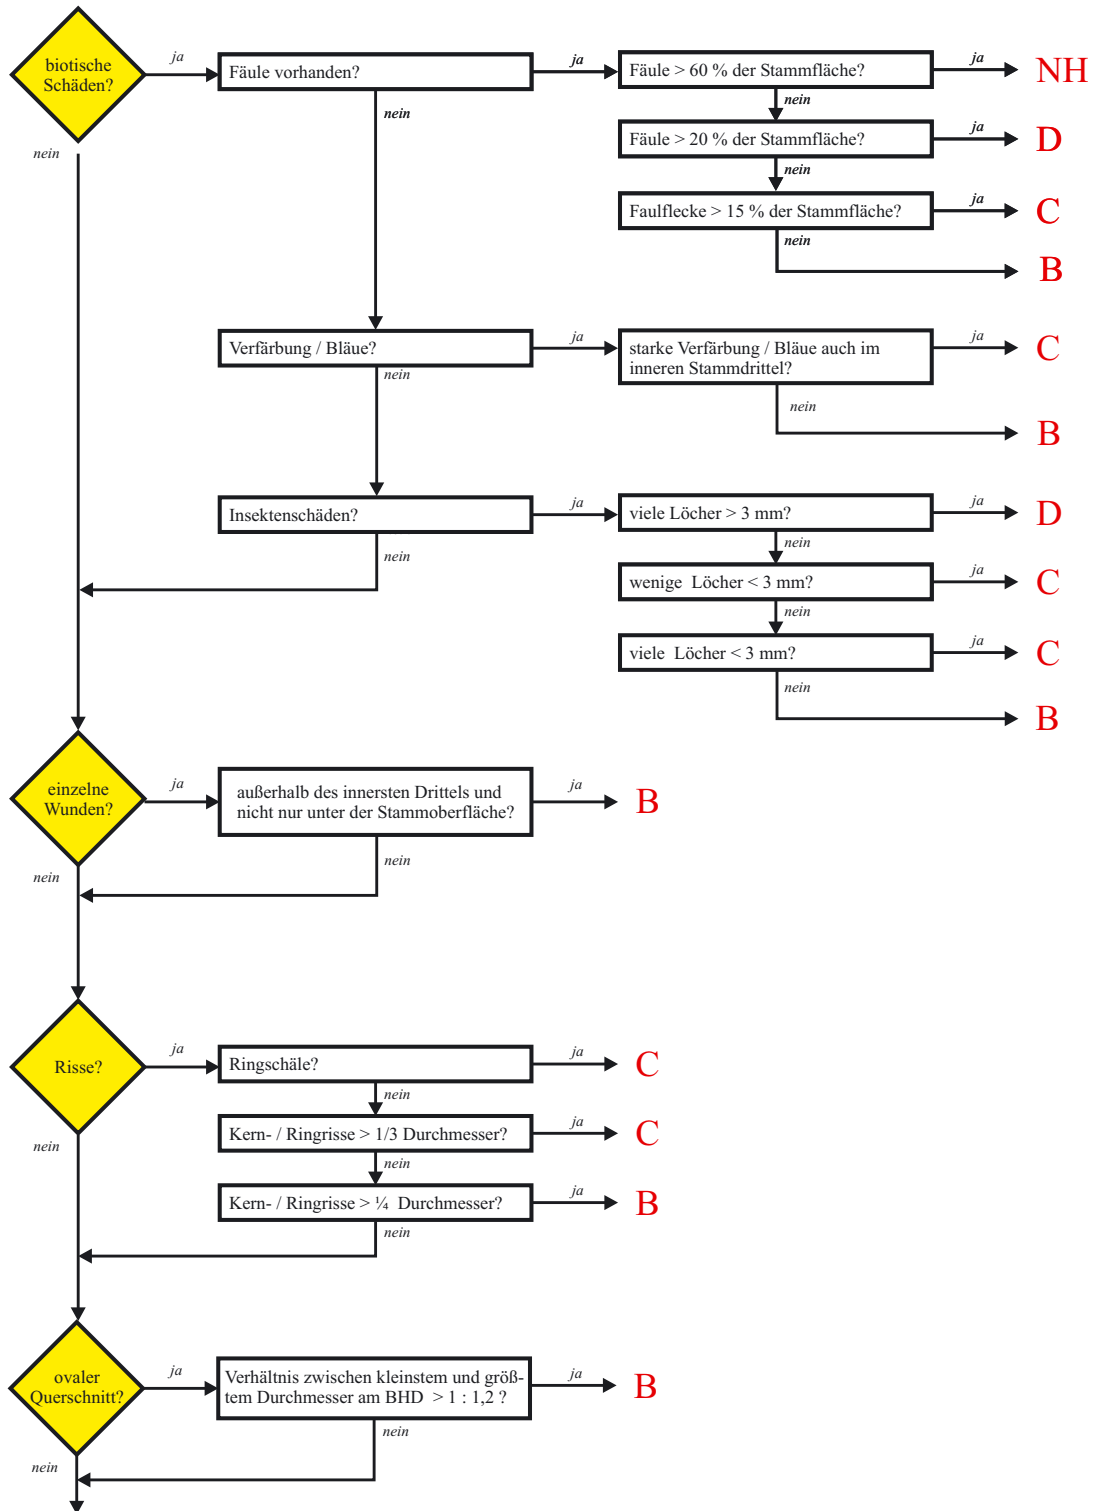 biotische
Schäden?
ja
Fäule vorhanden?
ja
Fäule > 60 % der Stammfläche?
ja
NH
nein
nein
Fäule > 20 % der Stammfläche?
ja
D
nein
nein
Faulflecke > 15 % der Stammfläche?
ja
C
nein
B
Verfärbung / Bläue?
ja
starke Verfärbung / Bläue auch im
inneren Stammdrittel?
ja
C
nein
nein
B
Insektenschäden?
ja
viele Löcher > 3 mm?
ja
D
nein
nein
wenige Löcher < 3 mm?
ja
C
nein
viele Löcher < 3 mm?
ja
C
nein
B
einzelne
Wunden?
ja
außerhalb des innersten Drittels und
nicht nur unter der Stammoberfläche?
ja
B
nein
nein
Risse?
ja
Ringschäle?
ja
C
nein
Kern- / Ringrisse > 1/3 Durchmesser?
ja
C
nein
nein
Kern- / Ringrisse > ¼ Durchmesser?
ja
B
nein
ovaler
Querschnitt?
ja
Verhältnis zwischen kleinstem und größ-
tem Durchmesser am BHD > 1 : 1,2 ?
ja
B
nein
nein